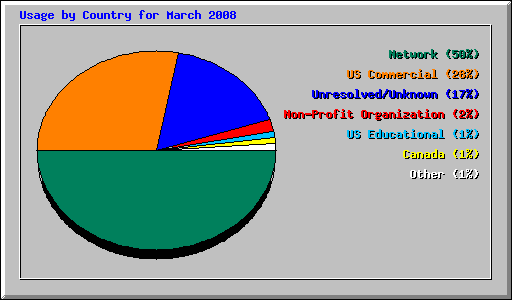 Usage by Country for March 2008
Network (50%)
US Commercial (28%)
Unresolved/Unknown (17%)
Non-Profit Organization (2%)
US Educational (1%)
Canada (1%)
Other (1%)